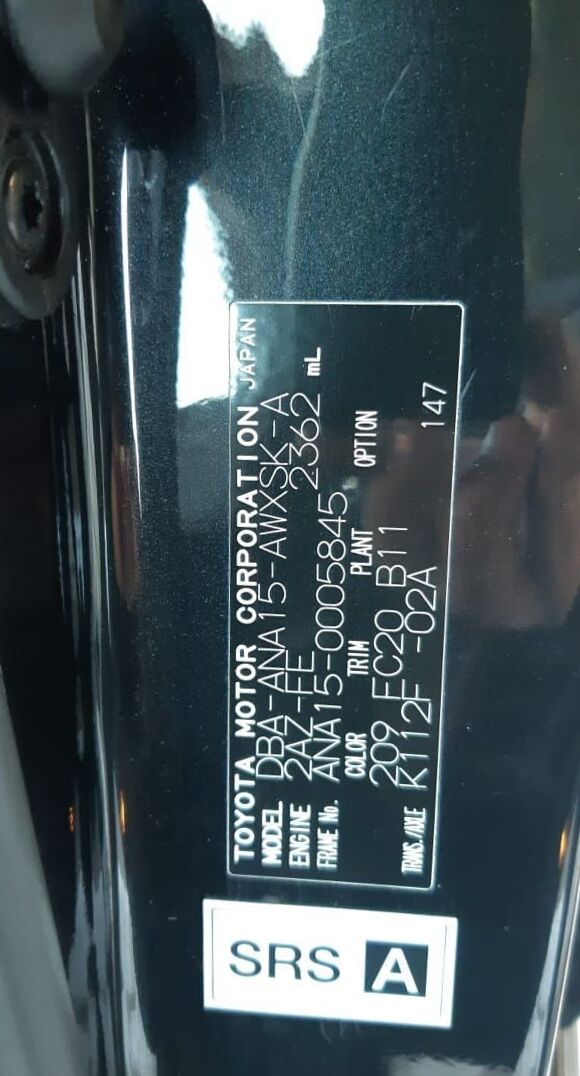 TOYOTA MOTOR CORPORATION JAPAN
MODEL DBA-ANA15-AWXSK-A
ENGINE 2AZ-FE 2362 mL
FRAME No. ANA15-0005845
COLOR TRIM PLANT OPTION
209 FC20 B11
TRANS./AXLE K112F -02A 147
SRS A